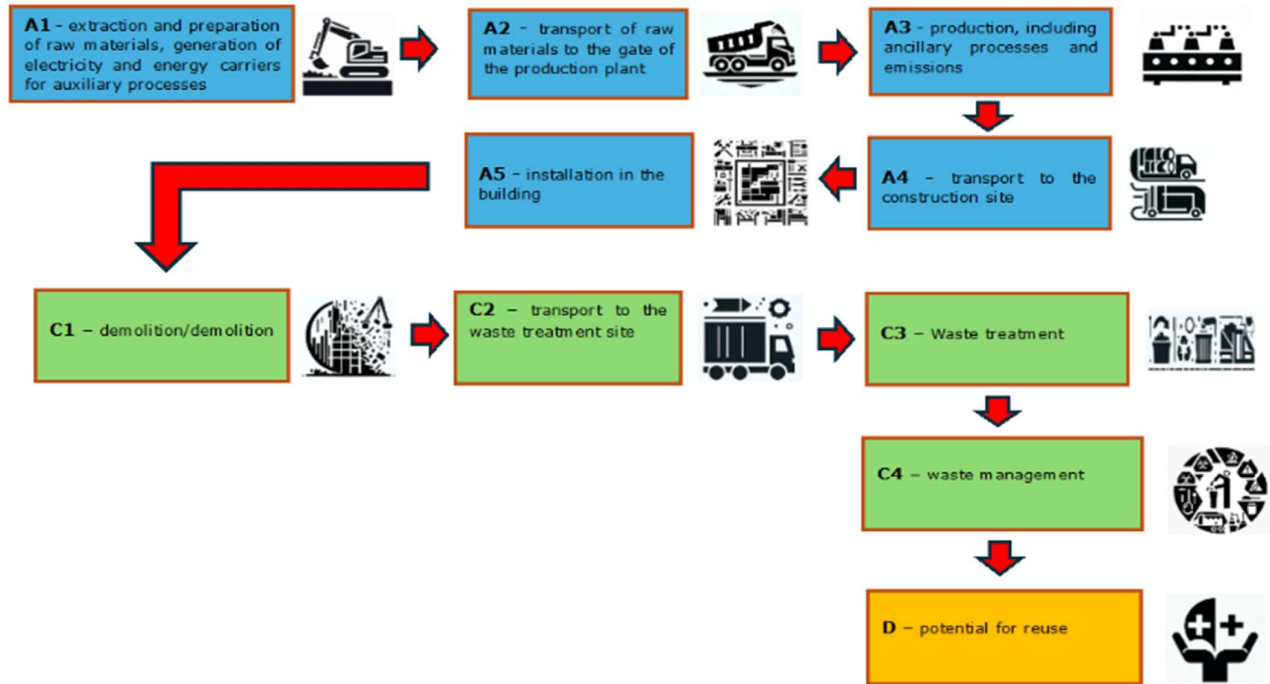 A1 - extraction and preparation
of raw materials, generation of
electricity and energy carriers
for auxiliary processes
A2 - transport of raw
materials to the gate of
the production plant
A3 - production, including
ancillary processes and
emissions
A5 - installation in the
building
A4 - transport to the
construction site
C1 – demolition/demolition
C2 – transport to the
waste treatment site
C3 – Waste treatment
C4 – waste management
D – potential for reuse